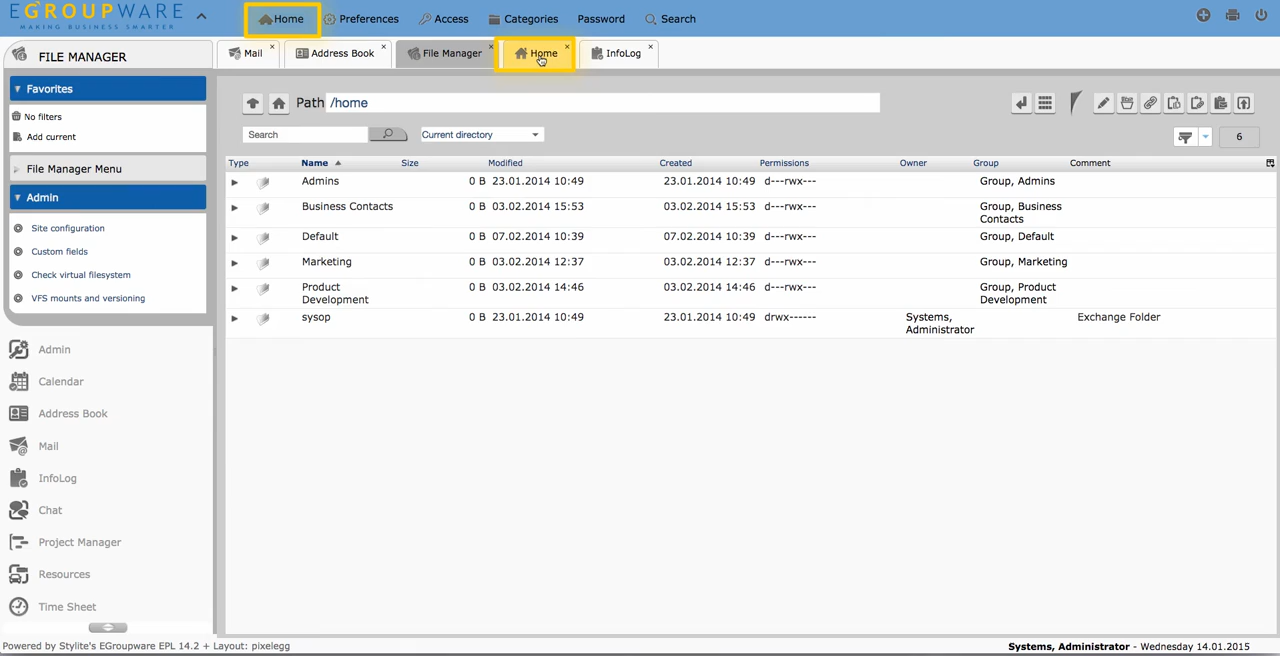 EGROUPWARE
MAKING BUSINESS SMARTER
Home Preferences Access Categories Password Search
FILE MANAGER
Mail Address Book File Manager Home InfoLog
Favorites
No filters
Add current
File Manager Menu
Admin
Site configuration
Custom fields
Check virtual filesystem
VFS mounts and versioning
Admin
Calendar
Address Book
Mail
InfoLog
Chat
Project Manager
Resources
Time Sheet
Path /home
Search Current directory 6
Type Name Size Modified Created Permissions Owner Group Comment
Admins 0 B 23.01.2014 10:49 23.01.2014 10:49 d---rwx--- Group, Admins
Business Contacts 0 B 03.02.2014 15:53 03.02.2014 15:53 d---rwx--- Group, Business
Contacts
Default 0 B 07.02.2014 10:39 07.02.2014 10:39 d---rwx--- Group, Default
Marketing 0 B 03.02.2014 12:37 03.02.2014 12:37 d---rwx--- Group, Marketing
Product 0 B 03.02.2014 14:46 03.02.2014 14:46 d---rwx--- Group, Product
Development Development
sysop 0 B 23.01.2014 10:49 23.01.2014 10:49 drwx------ Systems, Exchange Folder
Administrator
Powered by Stylite's EGroupware EPL 14.2 + Layout: pixelegg
Systems, Administrator - Wednesday 14.01.2015